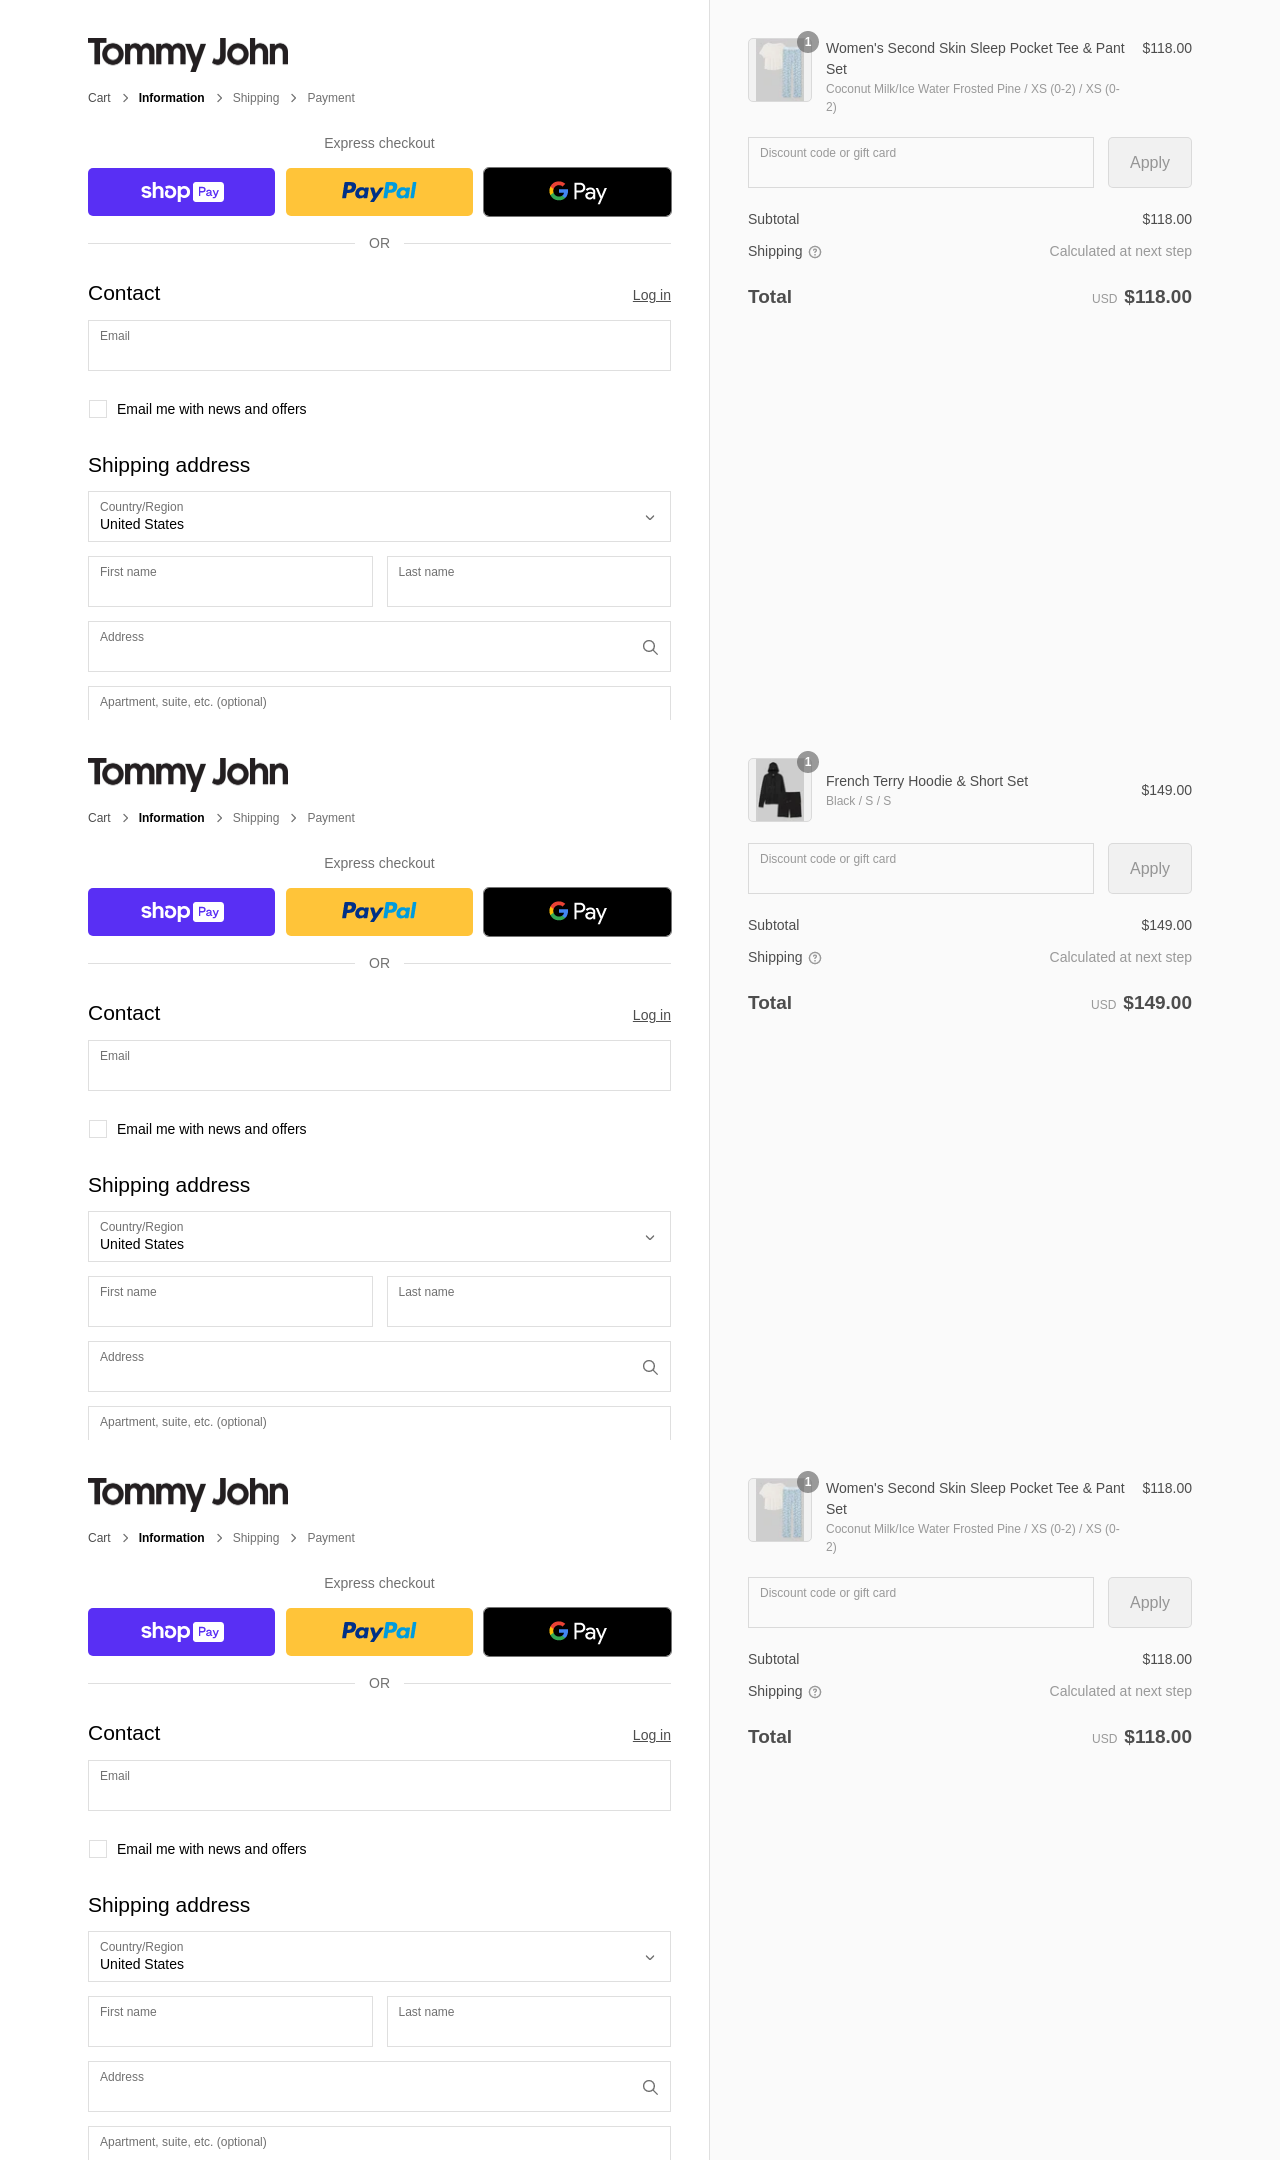 Tommy John
Cart > Information > Shipping > Payment
Express checkout
shop Pay PayPal G Pay
OR
Contact Log in
Email
Email me with news and offers
Shipping address
Country/Region
United States
First name Last name
Address
Apartment, suite, etc. (optional)
1
Women's Second Skin Sleep Pocket Tee & Pant $118.00
Set
Coconut Milk/Ice Water Frosted Pine / XS (0-2) / XS (0-
2)
Discount code or gift card Apply
Subtotal $118.00
Shipping Calculated at next step
Total USD $118.00
Tommy John
Cart > Information > Shipping > Payment
Express checkout
shop Pay PayPal G Pay
OR
Contact Log in
Email
Email me with news and offers
Shipping address
Country/Region
United States
First name Last name
Address
Apartment, suite, etc. (optional)
1
French Terry Hoodie & Short Set $149.00
Black / S / S
Discount code or gift card Apply
Subtotal $149.00
Shipping Calculated at next step
Total USD $149.00
Tommy John
Cart > Information > Shipping > Payment
Express checkout
shop Pay PayPal G Pay
OR
Contact Log in
Email
Email me with news and offers
Shipping address
Country/Region
United States
First name Last name
Address
Apartment, suite, etc. (optional)
1
Women's Second Skin Sleep Pocket Tee & Pant $118.00
Set
Coconut Milk/Ice Water Frosted Pine / XS (0-2) / XS (0-
2)
Discount code or gift card Apply
Subtotal $118.00
Shipping Calculated at next step
Total USD $118.00